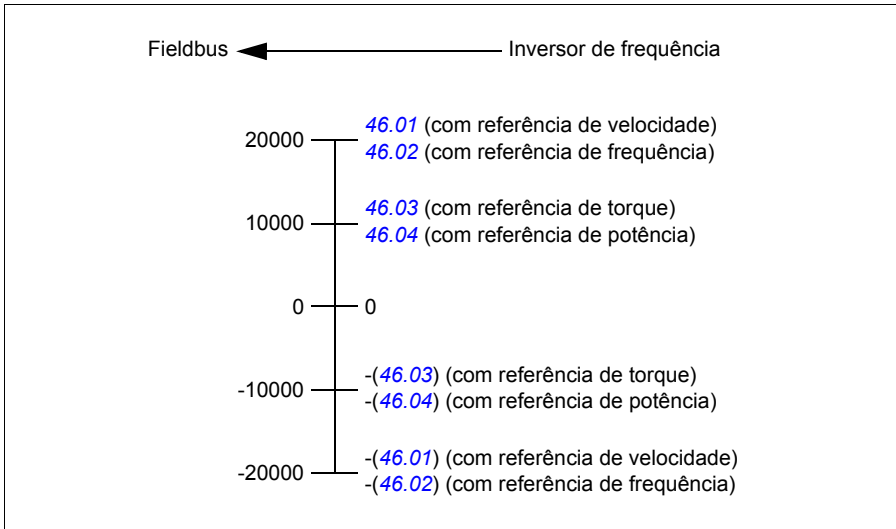 Fieldbus Inversor de frequência
46.01 (com referência de velocidade)
20000
46.02 (com referência de frequência)
46.03 (com referência de torque)
10000
46.04 (com referência de potência)
0 0
-(46.03) (com referência de torque)
-10000
-(46.04) (com referência de potência)
-(46.01) (com referência de velocidade)
-20000
-(46.02) (com referência de frequência)